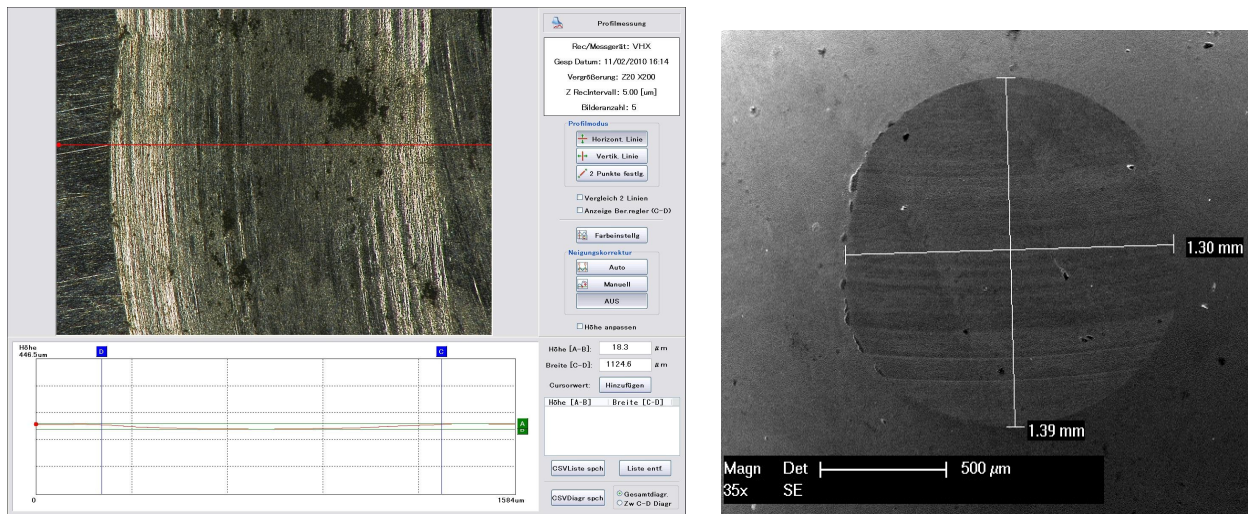 Profilmessung
Rec/Messgerät: VHX
Gesp Datum: 11/02/2010 16:14
Vergrößerung: Z20 X200
Z RecIntervall: 5.00 [um]
Bilderanzahl: 5
Profilmodus
Horizont. Linie
Vertik. Linie
2 Punkte festlg.
Vergleich 2 Linien
Anzeige Ber.regler (C-D)
Farbeinstellg
Neigungskorrektur
Auto
Manuell
AUS
Höhe anpassen
Höhe
446.5um
D
C
A
B
0
1584um
Höhe [A-B]: 18.3 μm
Breite [C-D]: 1124.6 μm
Cursorwert: Hinzufügen
Höhe [A-B] Breite [C-D]
CSVListe spch Liste entf.
CSVDiagr spch
Gesamtdiagr.
Zw C-D Diagr
1.30 mm
1.39 mm
Magn Det 500 μm
35x SE